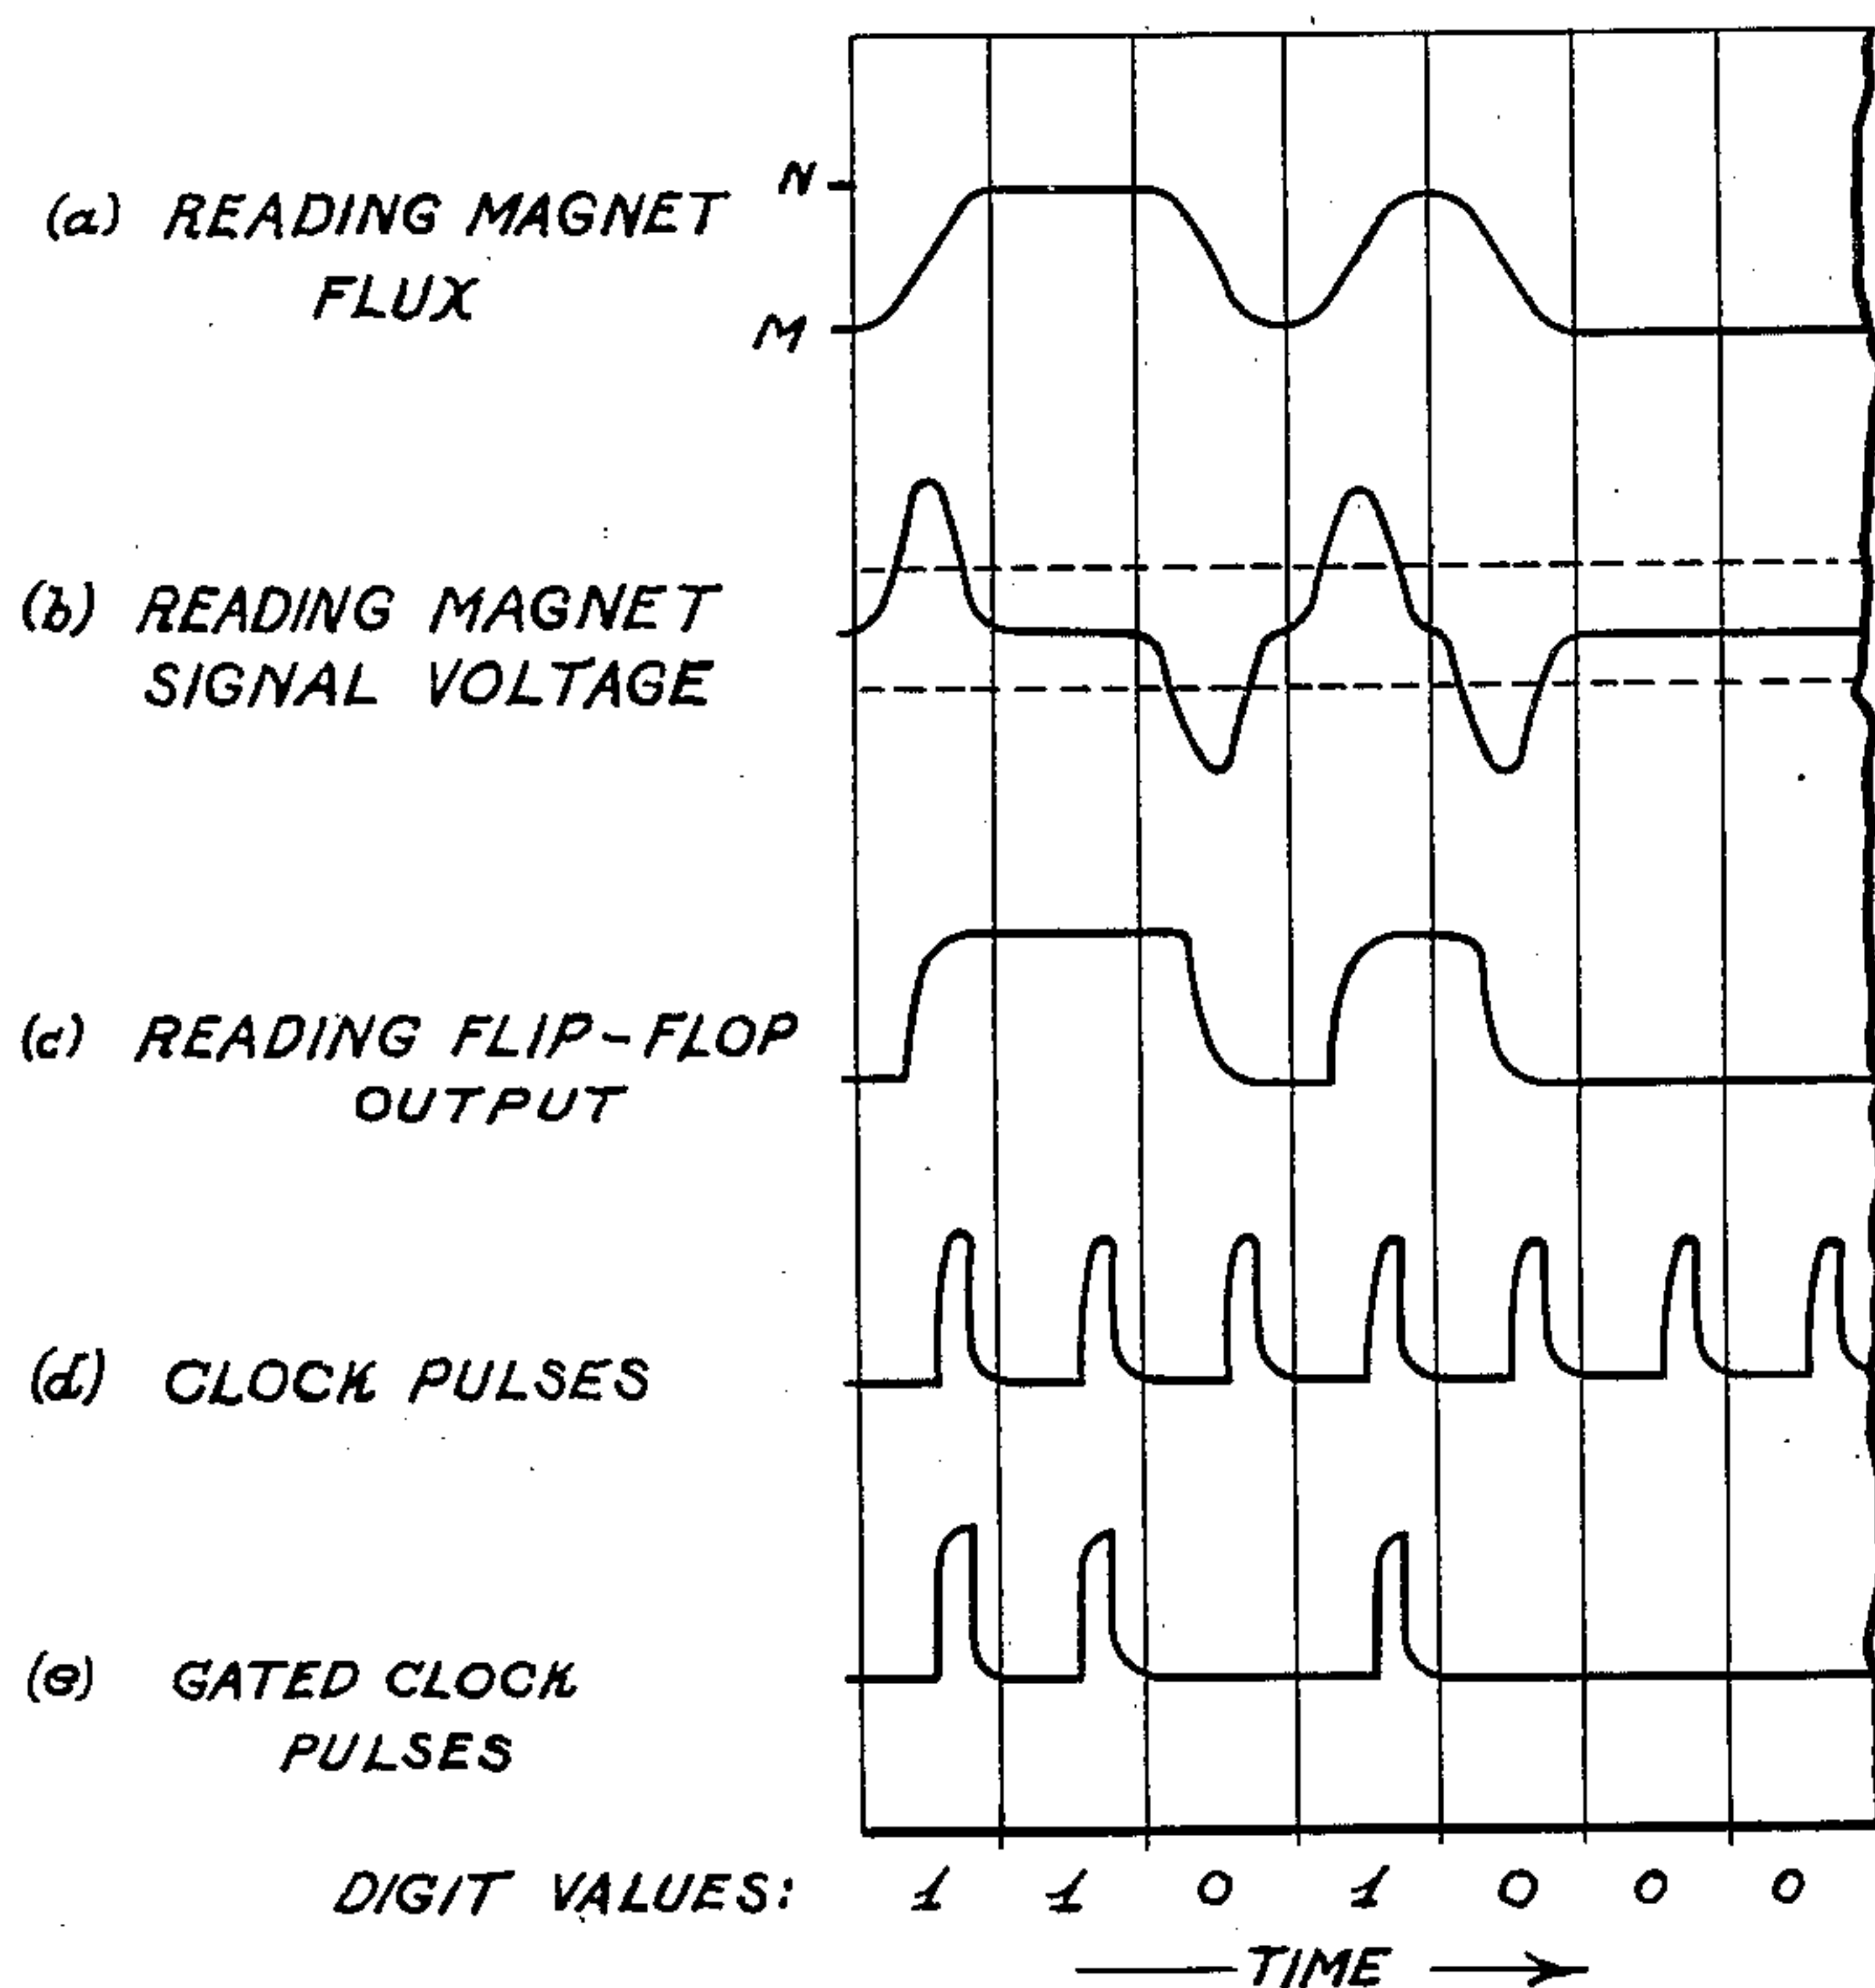 N
(a) READING MAGNET
FLUX
M
(b) READING MAGNET
SIGNAL VOLTAGE
(c) READING FLIP-FLOP
OUTPUT
(d) CLOCK PULSES
(e) GATED CLOCK
PULSES
DIGIT VALUES: 1 1 0 1 0 0 0
TIME